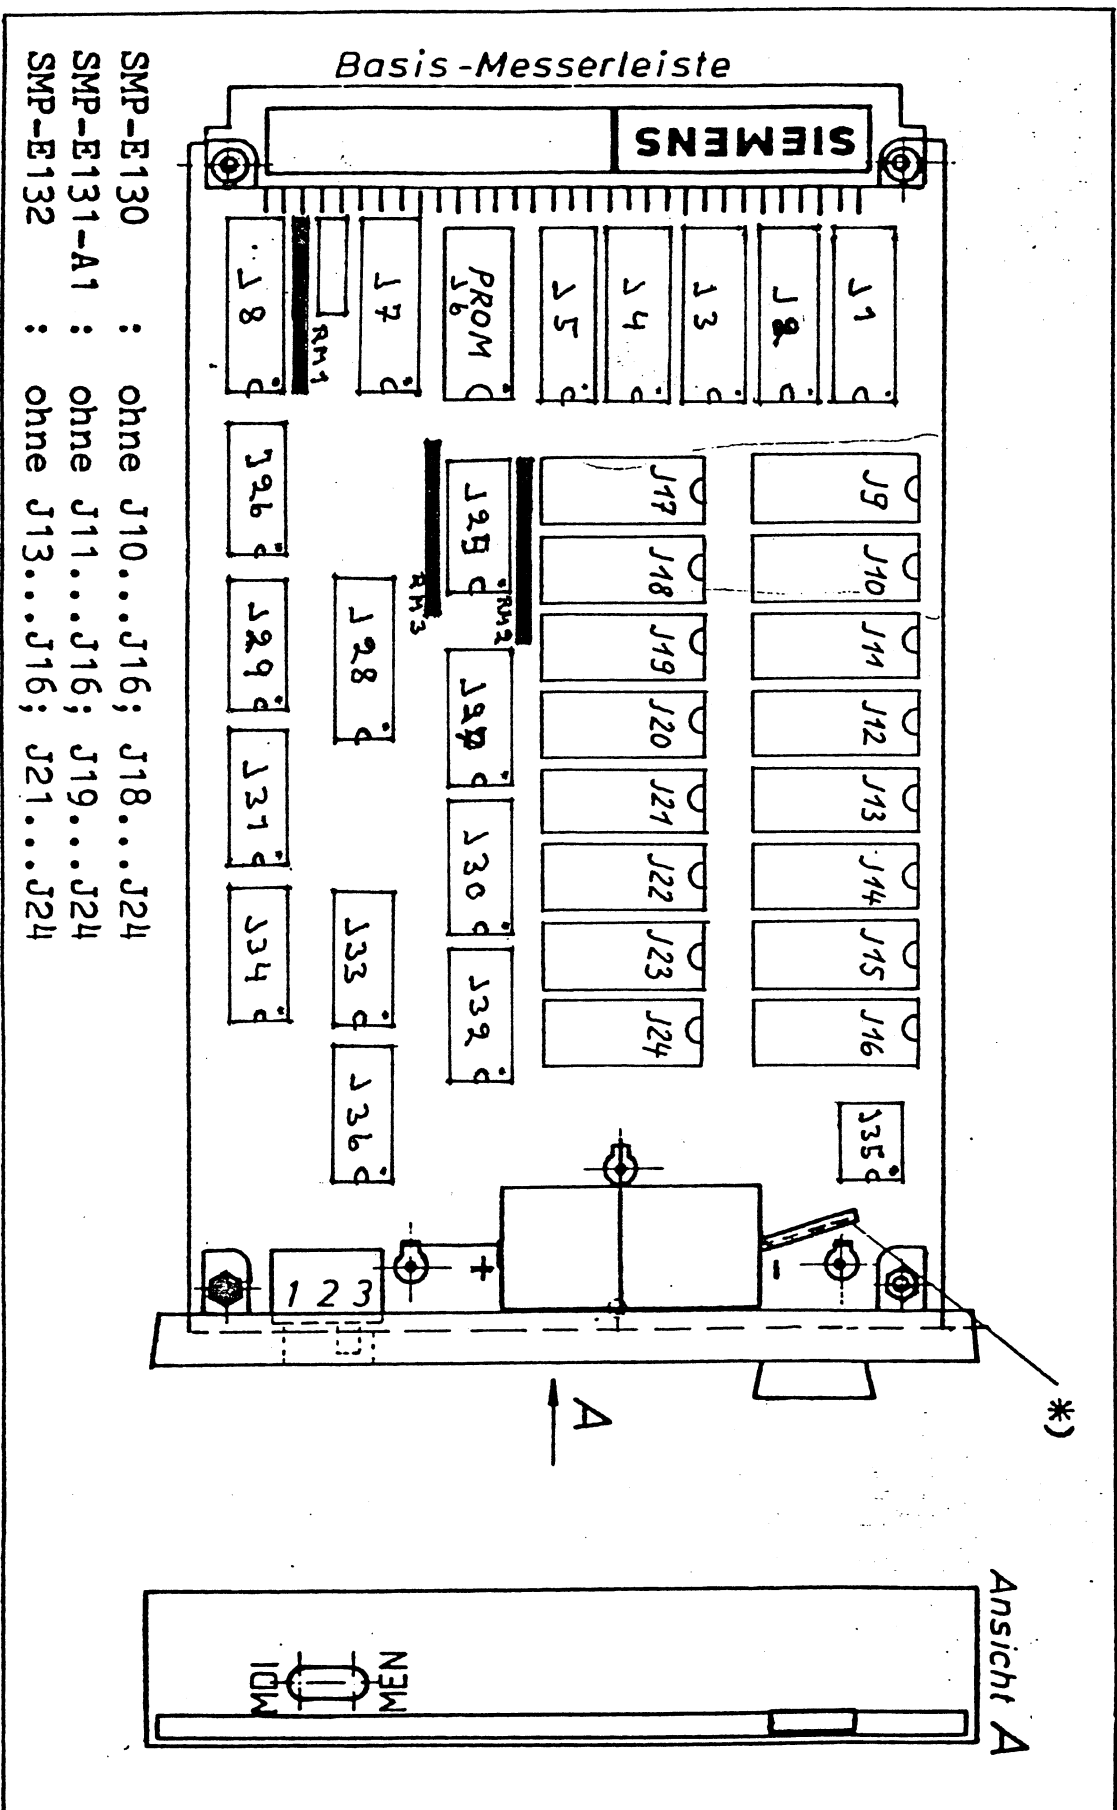 Basis-Messerleiste
SIEMENS
J8
RM1
J7
PROM
J6
J5
J4
J3
J2
J1
J26
RM3
J25
RM2
J17
J9
J18
J10
J29
J28
J19
J11
J27
J20
J12
J31
J30
J21
J13
J22
J14
J34
J33
J32
J23
J15
J24
J16
J36
J35
1 2 3
+
-
A
*)
Ansicht A
MDI
MEN
SMP-E130 : ohne J10...J16; J18...J24
SMP-E131-A1 : ohne J11...J16; J19...J24
SMP-E132 : ohne J13...J16; J21...J24